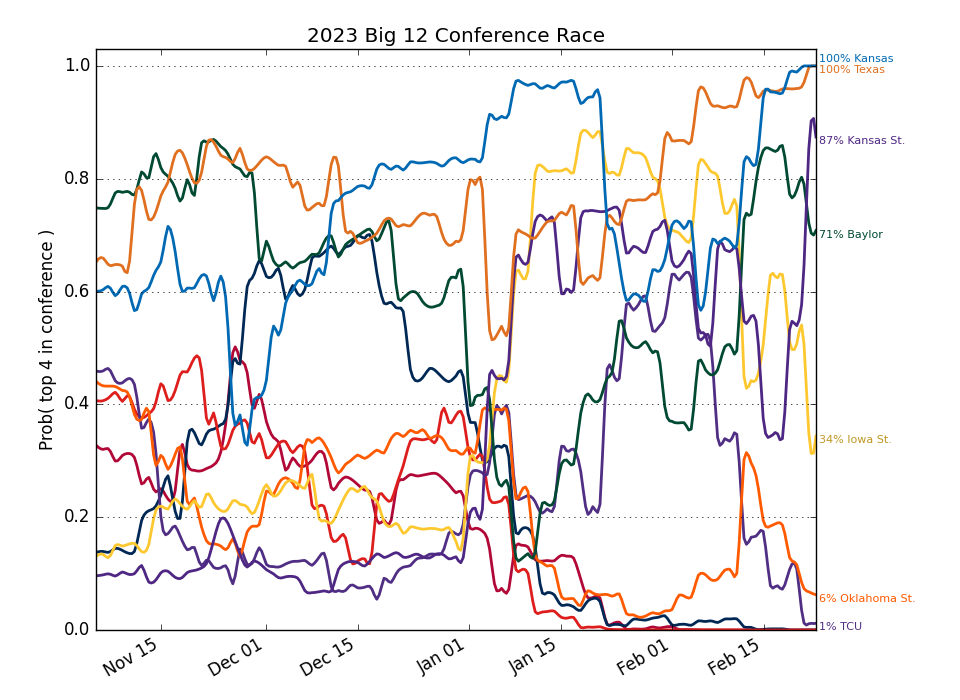 2023 Big 12 Conference Race
Prob( top 4 in conference )
1.0
0.8
0.6
0.4
0.2
0.0
Nov 15
Dec 01
Dec 15
Jan 01
Jan 15
Feb 01
Feb 15
100% Kansas
100% Texas
87% Kansas St.
71% Baylor
34% Iowa St.
6% Oklahoma St.
1% TCU